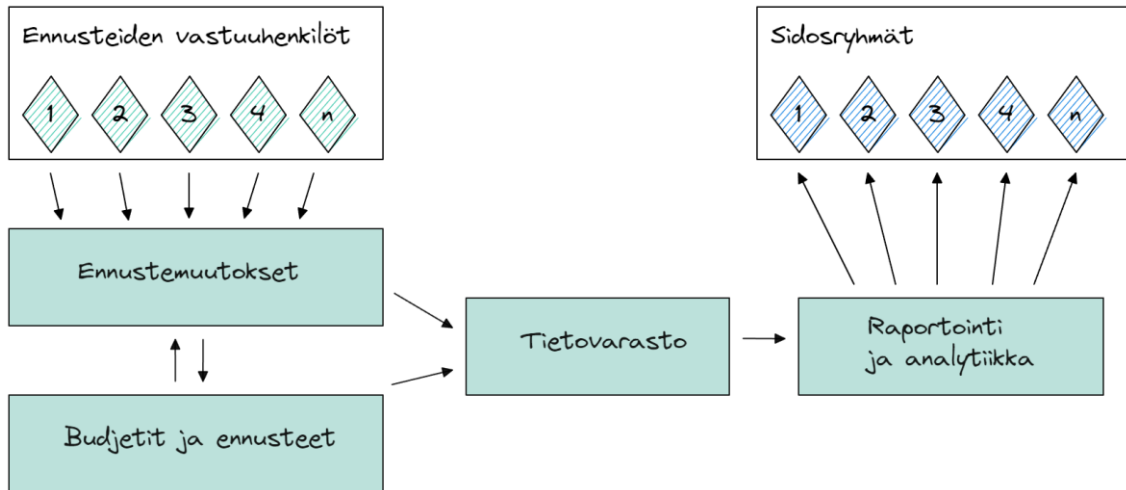 Ennusteiden vastuuhenkilöt
1 2 3 4 n
Sidosryhmät
1 2 3 4 n
Ennustemuutokset
Budjetit ja ennusteet
Tietovarasto
Raportointi
ja analytiikka